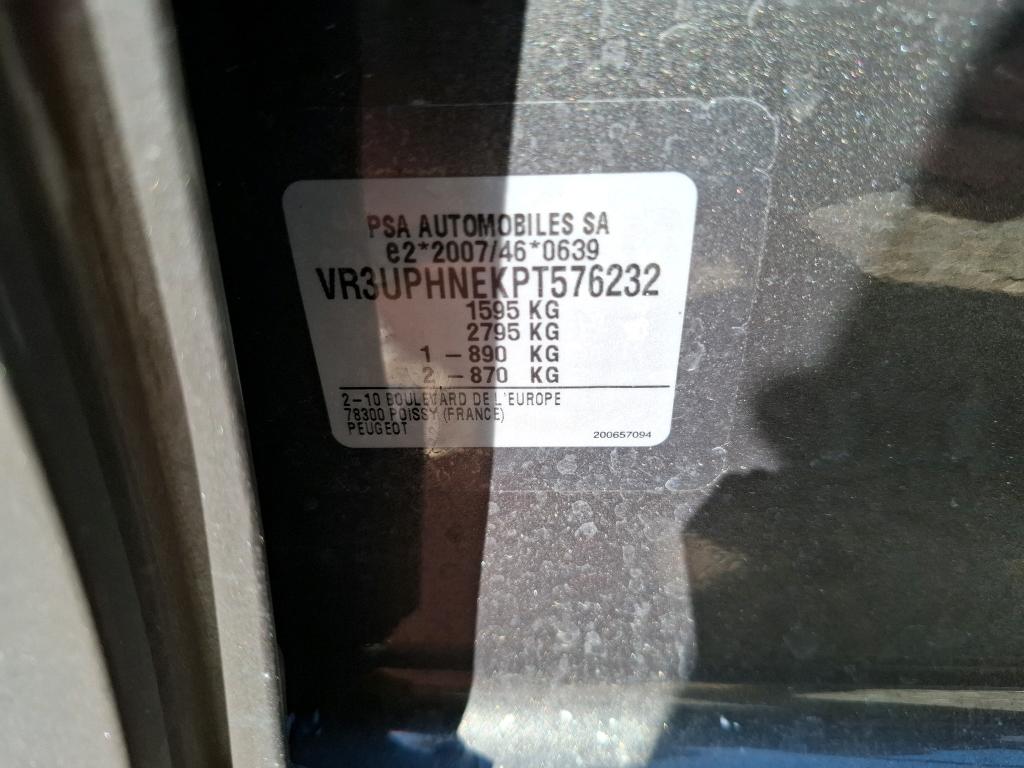 PSA AUTOMOBILES SA
e2*2007/46*0639
VR3UPHNEKPT576232
1595 KG
2795 KG
1 – 890 KG
2 – 870 KG
2-10 BOULEVARD DE L'EUROPE
78300 POISSY (FRANCE)
PEUGEOT
200657094